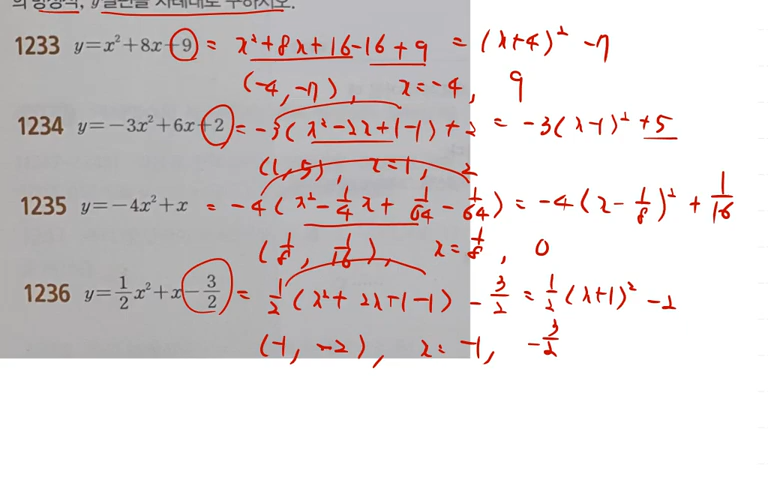 의 방정식, y절편을 차례대로 구하시오.
1233 y=x²+8x+9 = x²+8x+16-16+9 = (x+4)² -7
(-4, -7), x=-4, 9
1234 y=-3x²+6x+2 = -3(x²-2x+1-1)+2 = -3(x-1)²+5
(1, 5), x=1, 2
1235 y=-4x²+x = -4(x²-1/4x+1/64-1/64) = -4(x-1/8)²+1/16
(1/8, 1/16), x=1/8, 0
1236 y=1/2x²+x-3/2 = 1/2(x²+2x+1-1)-3/2 = 1/2(x+1)²-2
(-1, -2), x=-1, -3/2